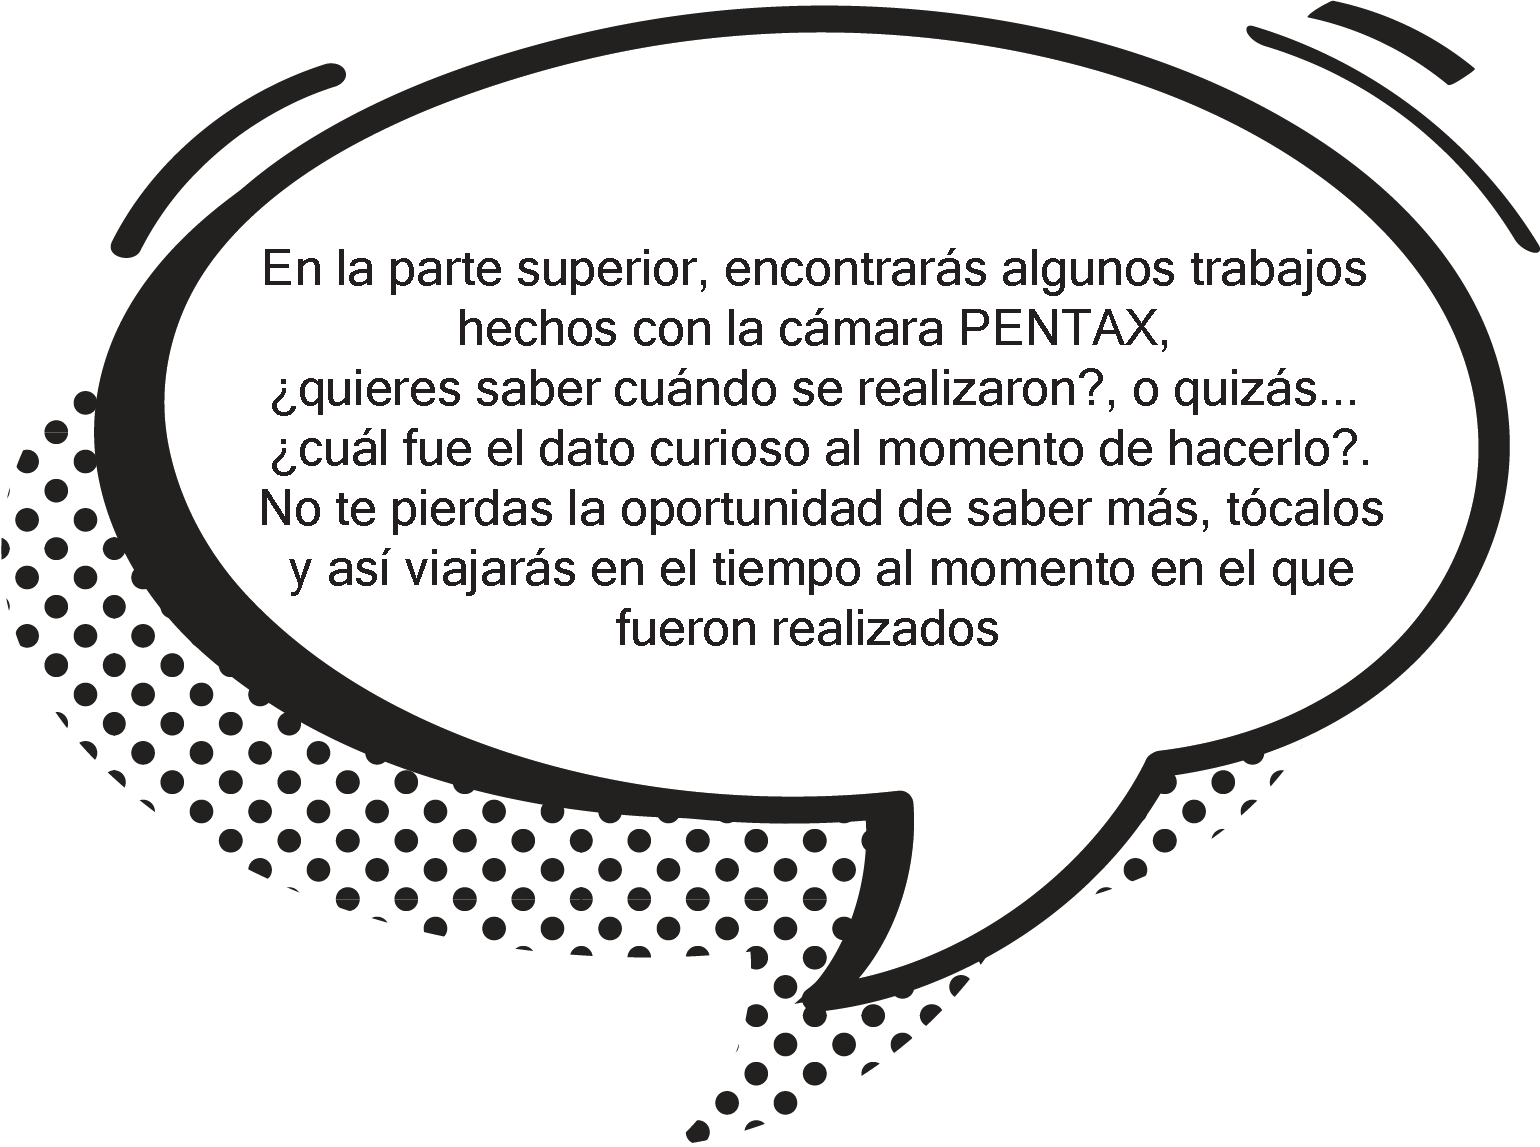 En la parte superior, encontrarás algunos trabajos
hechos con la cámara PENTAX,
¿quieres saber cuándo se realizaron?, o quizás...
¿cuál fue el dato curioso al momento de hacerlo?.
No te pierdas la oportunidad de saber más, tócalos
y así viajarás en el tiempo al momento en el que
fueron realizados